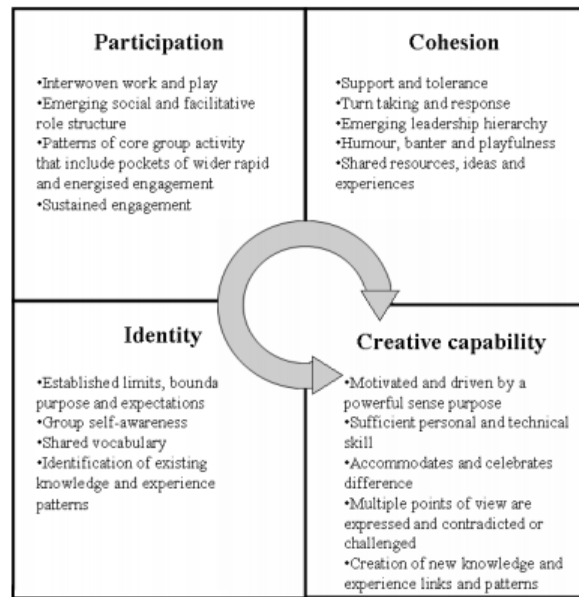 Participation
•Interwoven work and play
•Emerging social and facilitative
role structure
•Patterns of core group activity
that include pockets of wider rapid
and energised engagement
•Sustained engagement
Cohesion
•Support and tolerance
•Turn taking and response
•Emerging leadership hierarchy
•Humour, banter and playfulness
•Shared resources, ideas and
experiences
Identity
•Established limits, bounda
purpose and expectations
•Group self-awareness
•Shared vocabulary
•Identification of existing
knowledge and experience
patterns
Creative capability
•Motivated and driven by a
powerful sense purpose
•Sufficient personal and technical
skill
•Accommodates and celebrates
difference
•Multiple points of view are
expressed and contradicted or
challenged
•Creation of new knowledge and
experience links and patterns